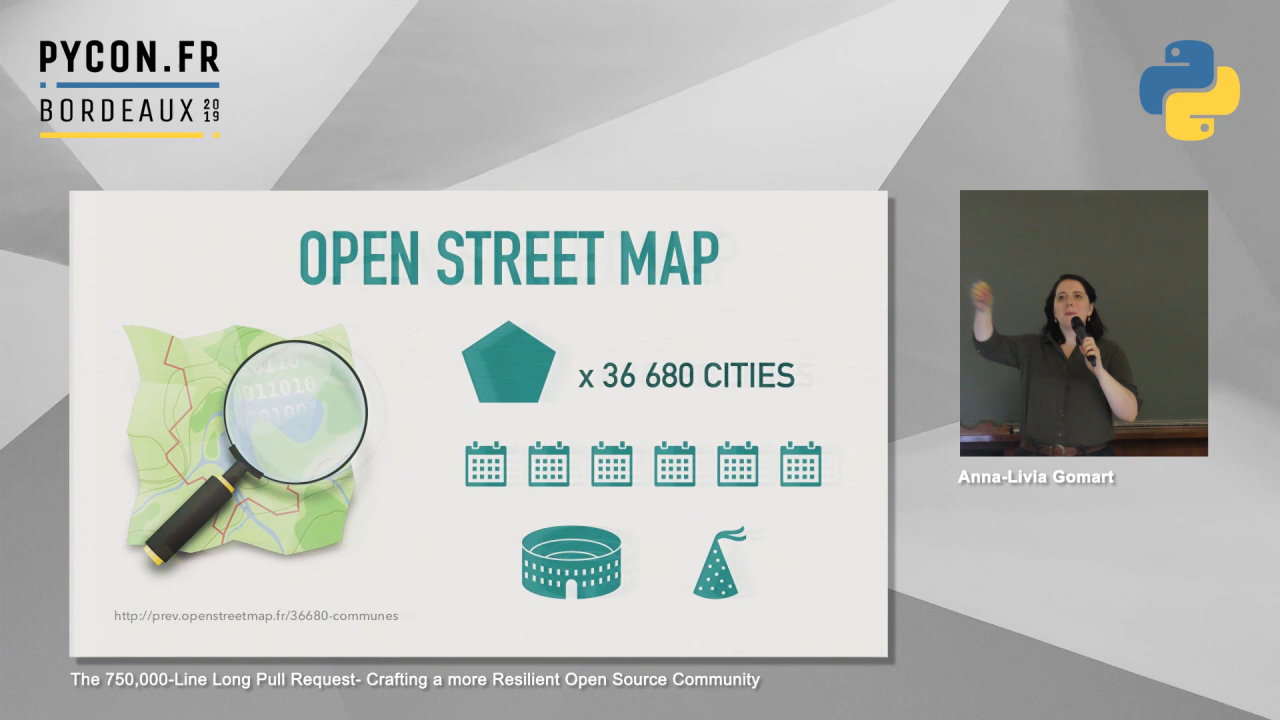 PYCON.FR
BORDEAUX 2019
OPEN STREET MAP
011010
x 36 680 CITIES
Anna-Livia Gomart
http://prev.openstreetmap.fr/36680-communes
The 750,000-Line Long Pull Request- Crafting a more Resilient Open Source Community